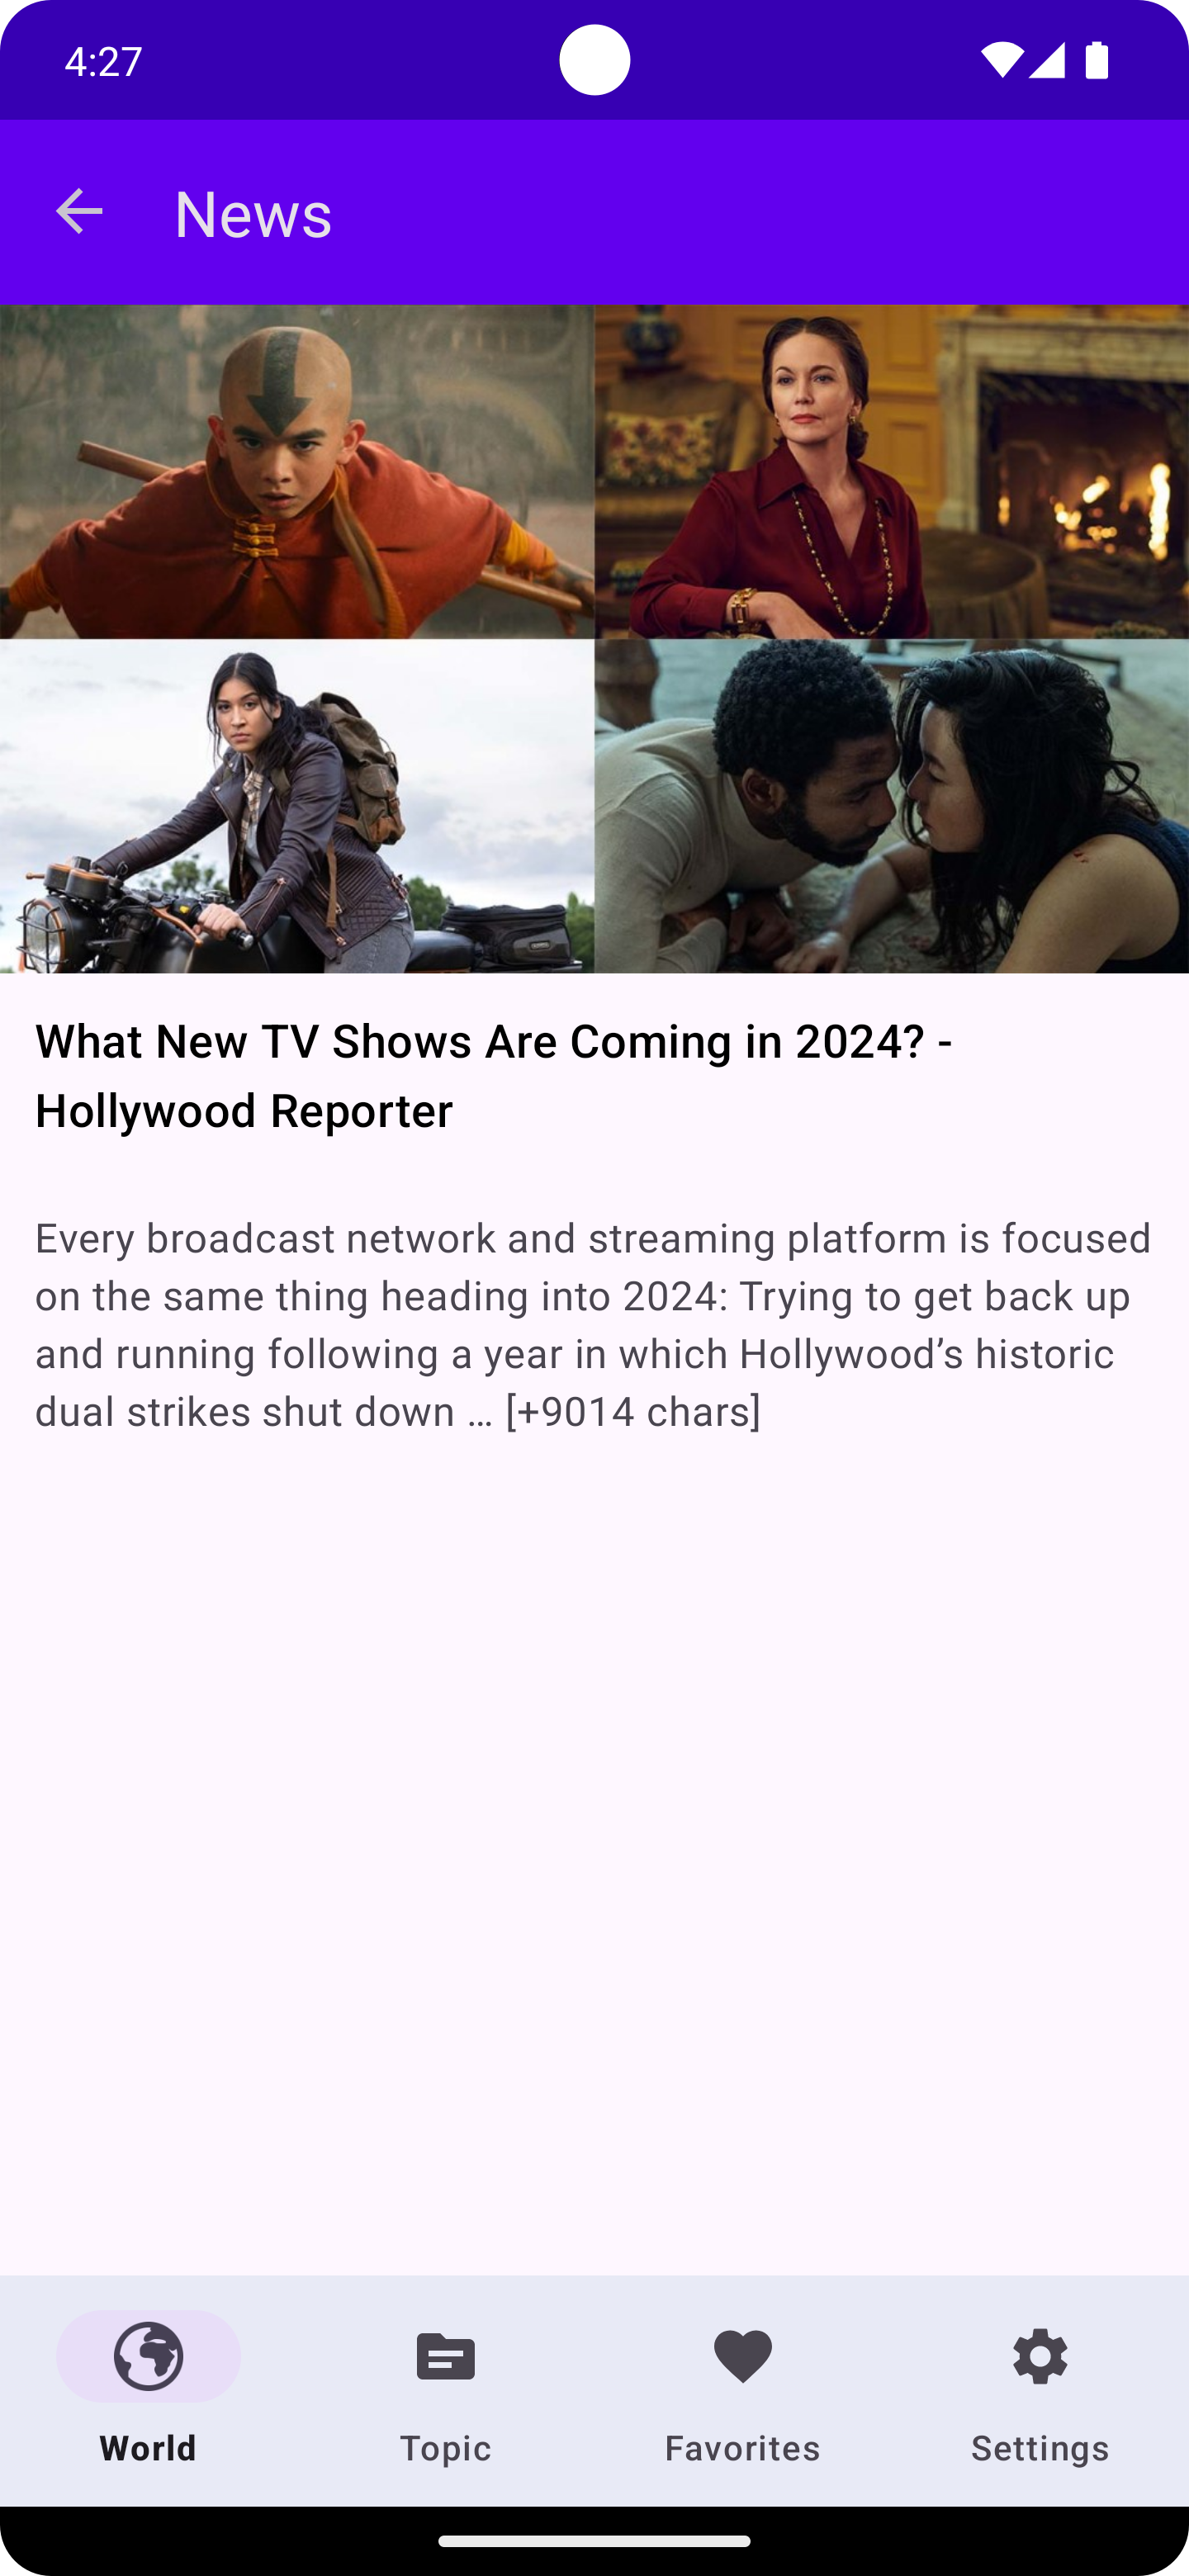 4:27
News
What New TV Shows Are Coming in 2024? -
Hollywood Reporter
Every broadcast network and streaming platform is focused
on the same thing heading into 2024: Trying to get back up
and running following a year in which Hollywood’s historic
dual strikes shut down … [+9014 chars]
World
Topic
Favorites
Settings